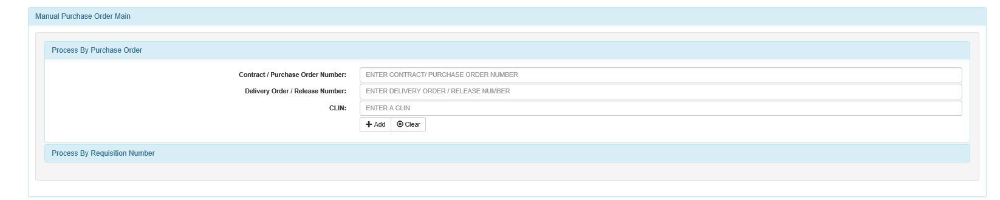 Manual Purchase Order Main
Process By Purchase Order
Contract / Purchase Order Number: ENTER CONTRACT/ PURCHASE ORDER NUMBER
Delivery Order / Release Number: ENTER DELIVERY ORDER / RELEASE NUMBER
CLIN: ENTER A CLIN
Add Clear
Process By Requisition Number